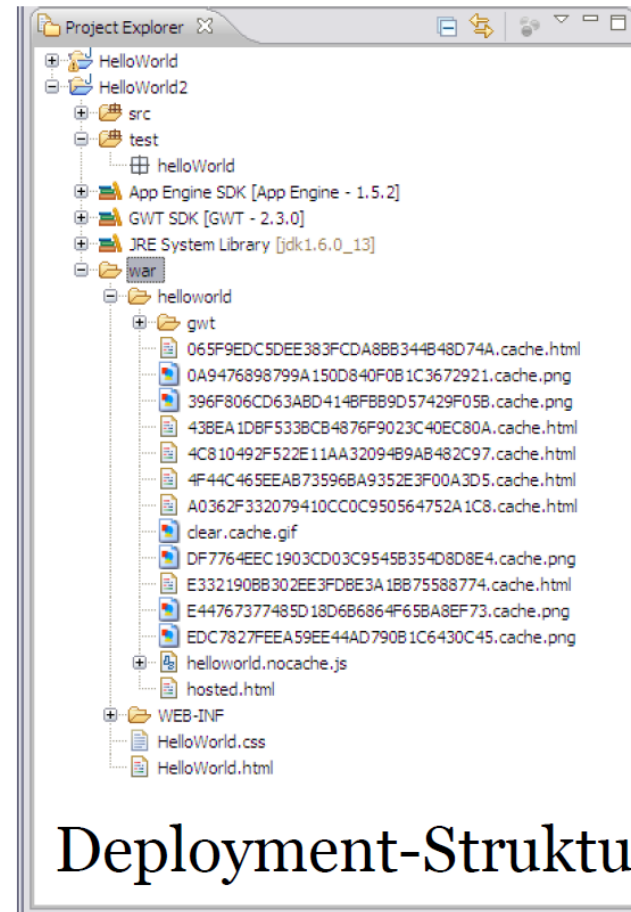 Project Explorer
HelloWorld
HelloWorld2
src
test
helloWorld
App Engine SDK [App Engine - 1.5.2]
GWT SDK [GWT - 2.3.0]
JRE System Library [jdk1.6.0_13]
war
helloworld
gwt
065F9EDC5DEE383FCDA8BB344B48D74A.cache.html
0A9476898799A150D840F0B1C3672921.cache.png
396F806CD63ABD414BFBB9D57429F05B.cache.png
43BEA1DBF533BCB4876F9023C40EC80A.cache.html
4C810492F522E11AA32094B9AB482C97.cache.html
4F44C465EEAB73596BA9352E3F00A3D5.cache.html
A0362F332079410CC0C950564752A1C8.cache.html
clear.cache.gif
DF7764EEC1903CD03C9545B354D8D8E4.cache.png
E332190BB302EE3FDBE3A1BB75588774.cache.html
E44767377485D18D6B6864F65BA8EF73.cache.png
EDC7827FEEA59EE44AD790B1C6430C45.cache.png
helloworld.nocache.js
hosted.html
WEB-INF
HelloWorld.css
HelloWorld.html
Deployment-Struktu